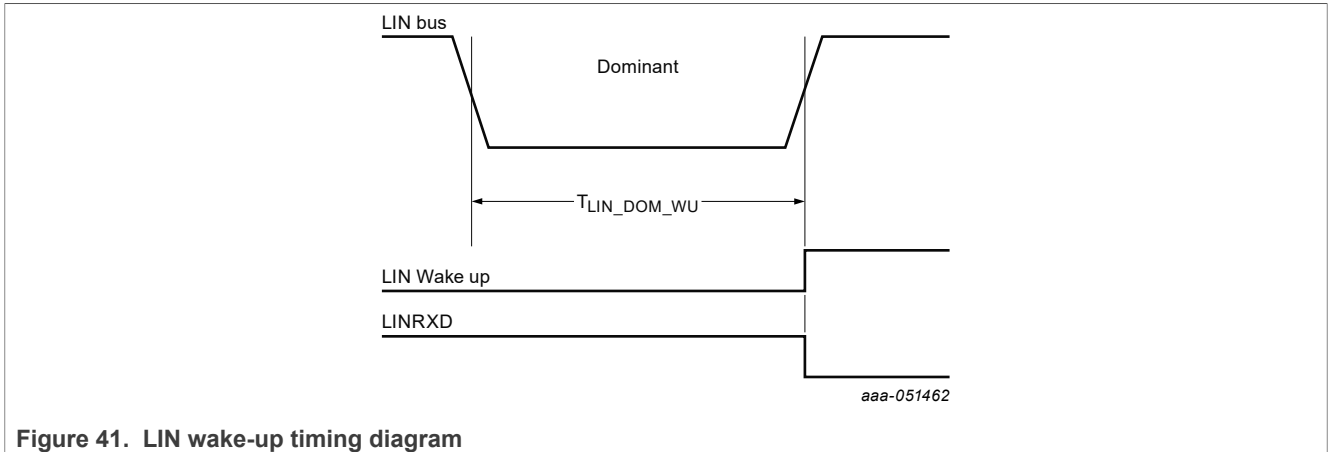 LIN bus
Dominant
TLIN_DOM_WU
LIN Wake up
LINRXD
aaa-051462
Figure 41. LIN wake-up timing diagram